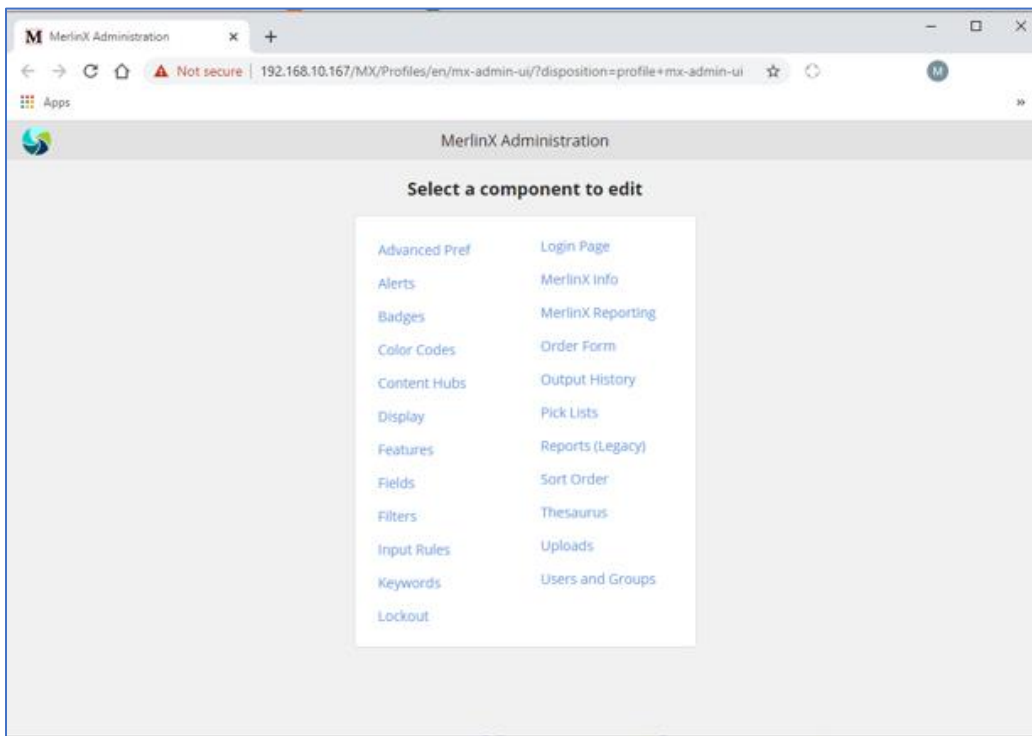 M MerlinX Administration
Not secure | 192.168.10.167/MX/Profiles/en/mx-admin-ui/?disposition=profile+mx-admin-ui
M
Apps
MerlinX Administration
Select a component to edit
Advanced Pref
Alerts
Badges
Color Codes
Content Hubs
Display
Features
Fields
Filters
Input Rules
Keywords
Lockout
Login Page
MerlinX Info
MerlinX Reporting
Order Form
Output History
Pick Lists
Reports (Legacy)
Sort Order
Thesaurus
Uploads
Users and Groups